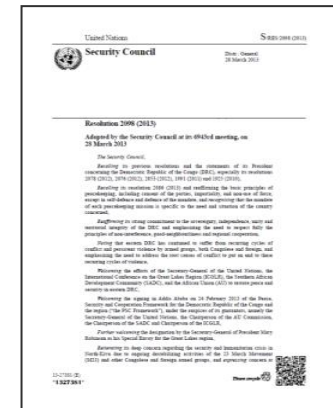 United Nations
S/RES/2098 (2013)
Security Council
Distr.: General
28 March 2013
Resolution 2098 (2013)
Adopted by the Security Council at its 6943rd meeting, on
28 March 2013
The Security Council,
Recalling its previous resolutions and the statements of its President
concerning the Democratic Republic of the Congo (DRC), especially its resolutions
2078 (2012), 2076 (2012), 2053 (2012), 1991 (2011) and 1925 (2010),
Recalling its resolution 2086 (2013) and reaffirming the basic principles of
peacekeeping, including consent of the parties, impartiality, and non-use of force,
except in self-defence and defence of the mandate, and recognizing that the mandate
of each peacekeeping mission is specific to the need and situation of the country
concerned,
Reaffirming its strong commitment to the sovereignty, independence, unity and
territorial integrity of the DRC and emphasizing the need to respect fully the
principles of non-interference, good-neighbourliness and regional cooperation,
Noting that eastern DRC has continued to suffer from recurring cycles of
conflict and persistent violence by armed groups, both Congolese and foreign, and
emphasizing the need to address the root causes of conflict to put an end to these
recurring cycles of violence,
Welcoming the efforts of the Secretary-General of the United Nations, the
International Conference on the Great Lakes Region (ICGLR), the Southern African
Development Community (SADC), and the African Union (AU) to restore peace and
security in eastern DRC,
Welcoming the signing in Addis Ababa on 24 February 2013 of the Peace,
Security and Cooperation Framework for the Democratic Republic of the Congo and
the region ("the PSC Framework"), under the auspices of its guarantors, namely the
Secretary-General of the United Nations, the Chairperson of the AU Commission,
the Chairperson of the SADC and Chairperson of the ICGLR,
Further welcoming the designation by the Secretary-General of President Mary
Robinson as his Special Envoy for the Great Lakes region,
Reiterating its deep concern regarding the security and humanitarian crisis in
North Kivu due to ongoing destabilizing activities of the 23 March Movement
(M23) and other Congolese and foreign armed groups, and expressing concern at
13-27381 (E)
*1327381*
Please recycle